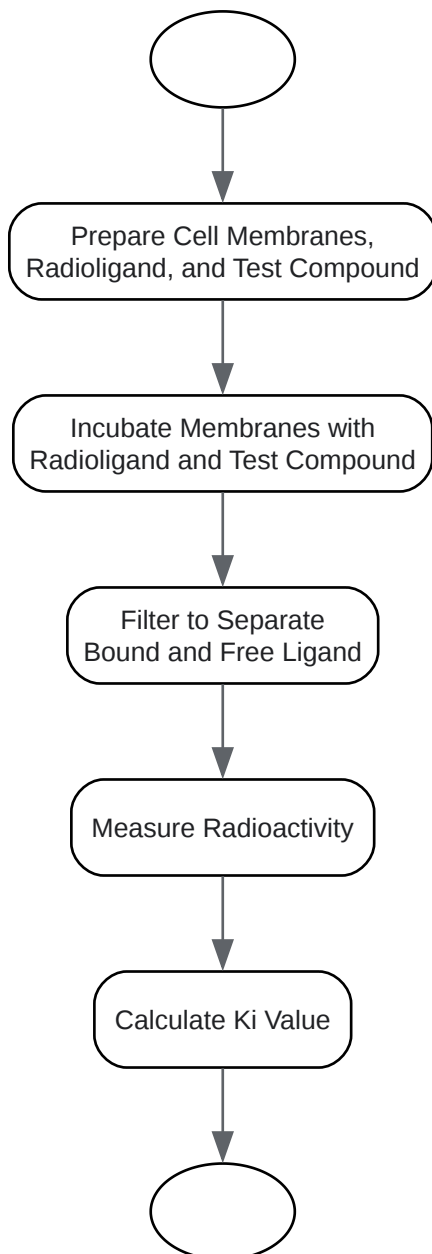 Prepare Cell Membranes,
Radioligand, and Test Compound
Incubate Membranes with
Radioligand and Test Compound
Filter to Separate
Bound and Free Ligand
Measure Radioactivity
Calculate Ki Value